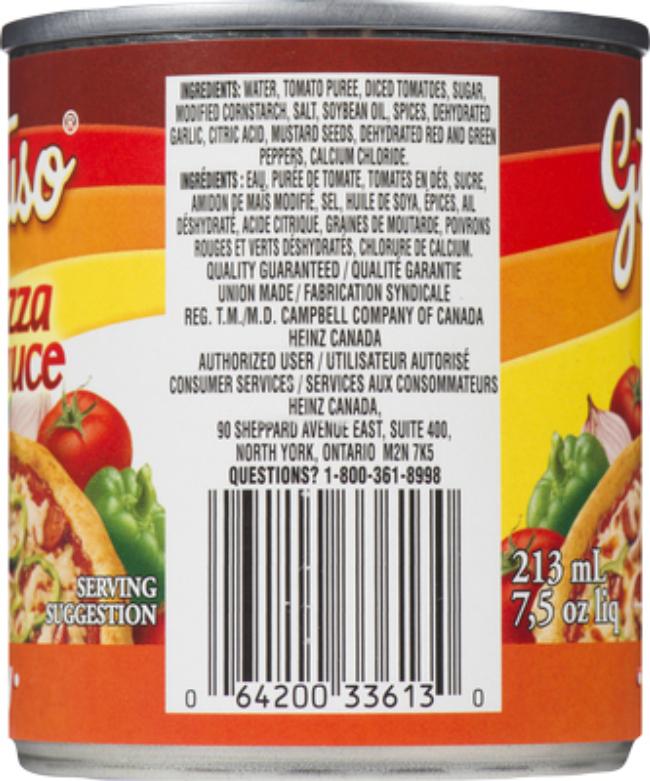 INGREDIENTS: WATER, TOMATO PUREE, DICED TOMATOES, SUGAR,
MODIFIED CORNSTARCH, SALT, SOYBEAN OIL, SPICES, DEHYDRATED
GARLIC, CITRIC ACID, MUSTARD SEEDS, DEHYDRATED RED AND GREEN
PEPPERS, CALCIUM CHLORIDE.
INGRÉDIENTS : EAU, PURÉE DE TOMATE, TOMATES EN DÉS, SUCRE,
AMIDON DE MAÏS MODIFIÉ, SEL, HUILE DE SOYA, ÉPICES, AIL
DÉSHYDRATÉ, ACIDE CITRIQUE, GRAINES DE MOUTARDE, POIVRONS
ROUGES ET VERTS DÉSHYDRATÉS, CHLORURE DE CALCIUM.
QUALITY GUARANTEED / QUALITÉ GARANTIE
UNION MADE / FABRICATION SYNDICALE
REG. T.M./M.D. CAMPBELL COMPANY OF CANADA
HEINZ CANADA
AUTHORIZED USER / UTILISATEUR AUTORISÉ
CONSUMER SERVICES / SERVICES AUX CONSOMMATEURS
HEINZ CANADA,
90 SHEPPARD AVENUE EAST, SUITE 400,
NORTH YORK, ONTARIO M2N 7K5
QUESTIONS? 1-800-361-8998
0 64200 33613 0
uso®
zza
uce
SERVING
SUGGESTION
G
213 mL
7,5 oz liq